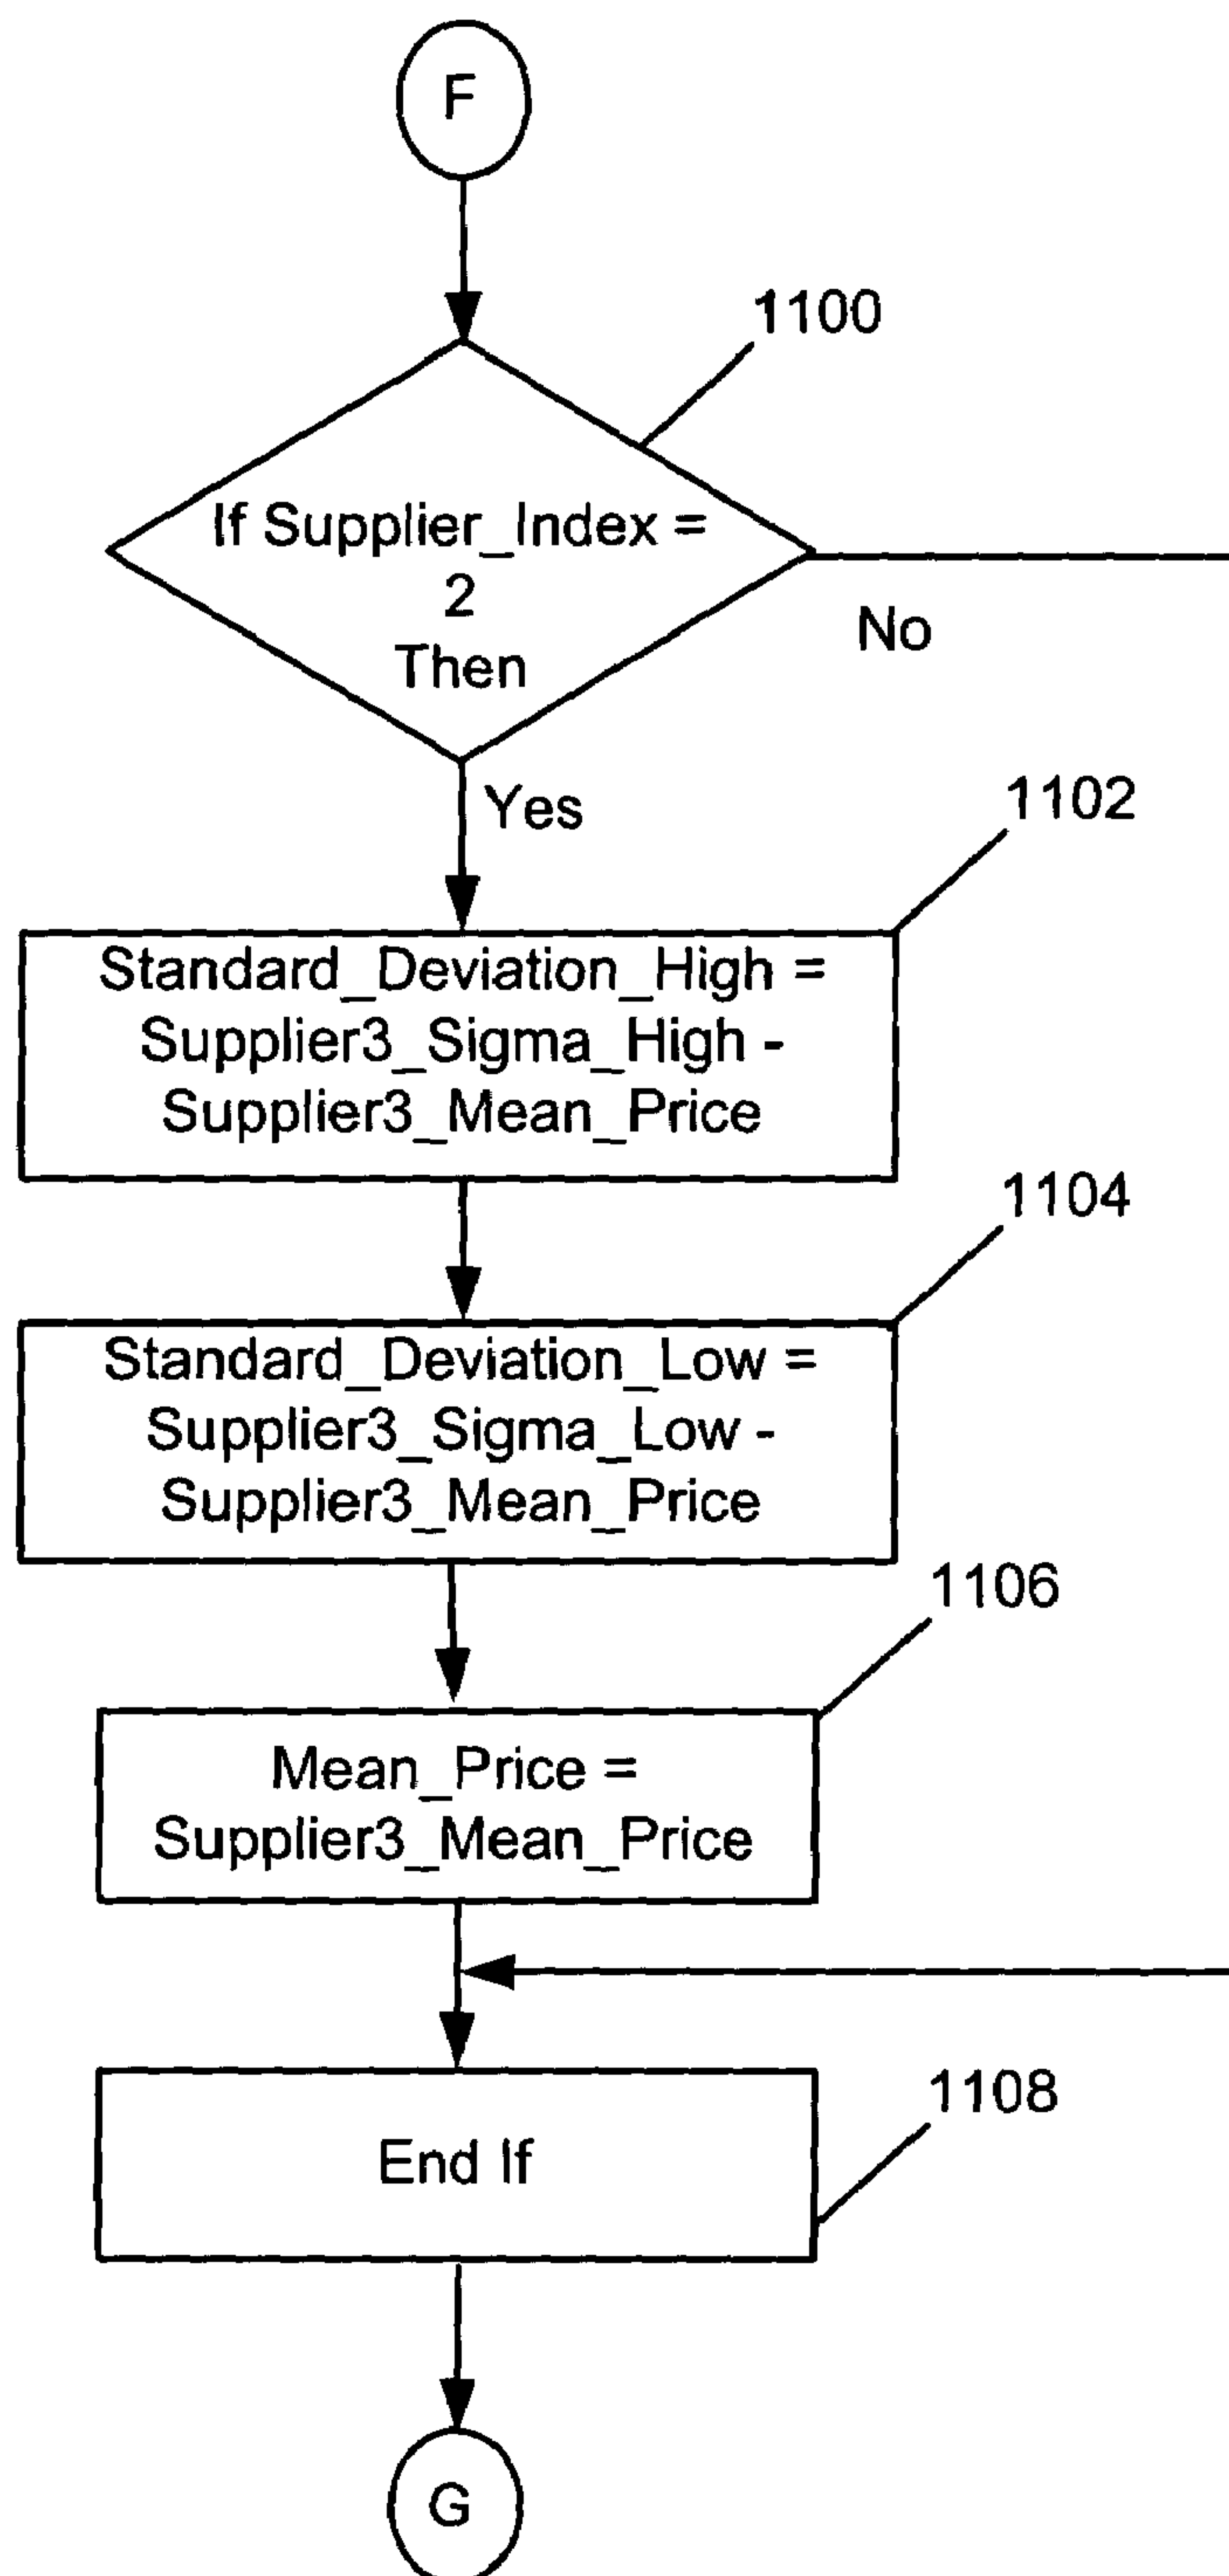 F
1100
If Supplier_Index =
2
Then
No
Yes
1102
Standard_Deviation_High =
Supplier3_Sigma_High -
Supplier3_Mean_Price
1104
Standard_Deviation_Low =
Supplier3_Sigma_Low -
Supplier3_Mean_Price
1106
Mean_Price =
Supplier3_Mean_Price
1108
End If
G